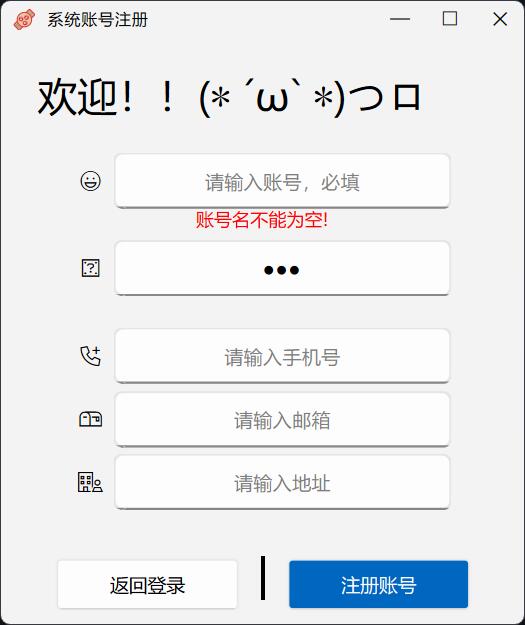 系统账号注册
欢迎！！(*´ω`*)つロ
请输入账号，必填
账号名不能为空!
●●●
请输入手机号
请输入邮箱
请输入地址
返回登录
注册账号